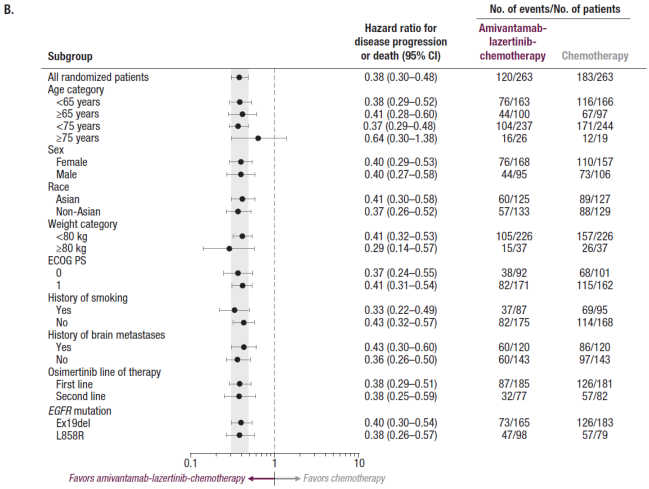 B.
No. of events/No. of patients
Hazard ratio for disease progression or death (95% CI)
Amivantamab-lazertinib-chemotherapy
Chemotherapy
Subgroup
All randomized patients 0.38 (0.30–0.48) 120/263 183/263
Age category
<65 years 0.38 (0.29–0.52) 76/163 116/166
≥65 years 0.41 (0.28–0.60) 44/100 67/97
<75 years 0.37 (0.29–0.48) 104/237 171/244
≥75 years 0.64 (0.30–1.38) 16/26 12/19
Sex
Female 0.40 (0.29–0.53) 76/168 110/157
Male 0.40 (0.27–0.58) 44/95 73/106
Race
Asian 0.41 (0.30–0.58) 60/125 89/127
Non-Asian 0.37 (0.26–0.52) 57/133 88/129
Weight category
<80 kg 0.41 (0.32–0.53) 105/226 157/226
≥80 kg 0.29 (0.14–0.57) 15/37 26/37
ECOG PS
0 0.37 (0.24–0.55) 38/92 68/101
1 0.41 (0.31–0.54) 82/171 115/162
History of smoking
Yes 0.33 (0.22–0.49) 37/87 69/95
No 0.43 (0.32–0.57) 82/175 114/168
History of brain metastases
Yes 0.43 (0.30–0.60) 60/120 86/120
No 0.36 (0.26–0.50) 60/143 97/143
Osimertinib line of therapy
First line 0.38 (0.29–0.51) 87/185 126/181
Second line 0.38 (0.25–0.59) 32/77 57/82
EGFR mutation
Ex19del 0.40 (0.30–0.54) 73/165 126/183
L858R 0.38 (0.26–0.57) 47/98 57/79
0.1 1 10
Favors amivantamab-lazertinib-chemotherapy Favors chemotherapy